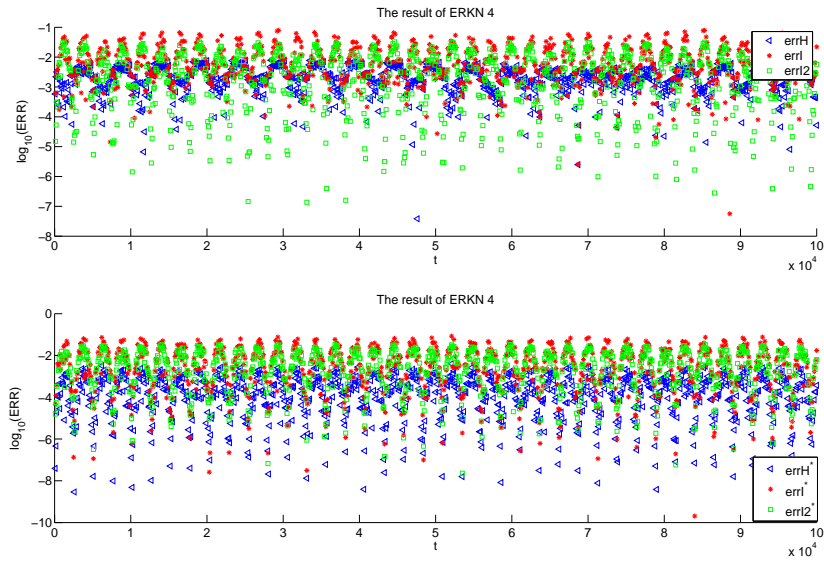 The result of ERKN 4
log10(ERR)
−1
−2
−3
−4
−5
−6
−7
−8
0 1 2 3 4 5 6 7 8 9 10
x 10^4
t
errH
errI
errI2
The result of ERKN 4
log10(ERR)
0
−2
−4
−6
−8
−10
0 1 2 3 4 5 6 7 8 9 10
x 10^4
t
errH*
errI*
errI2*